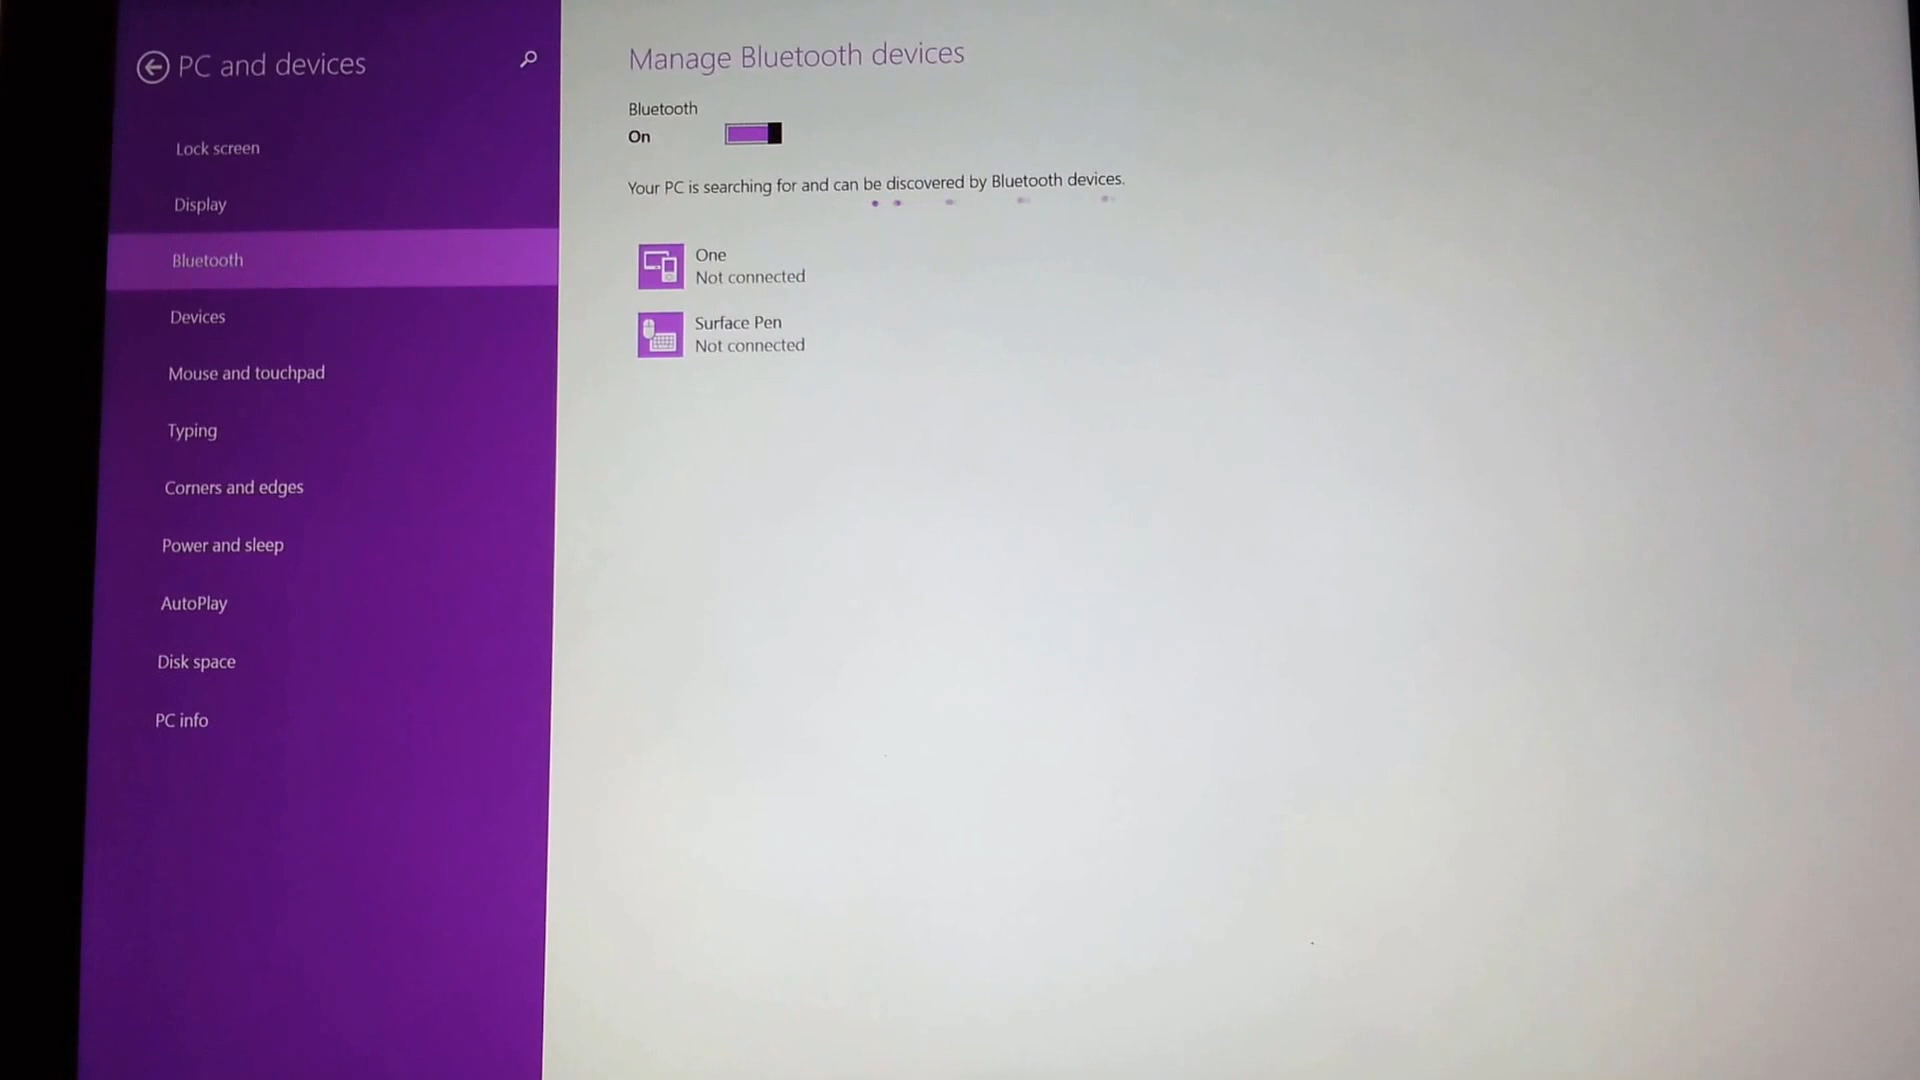 PC and devices
Lock screen
Display
Bluetooth
Devices
Mouse and touchpad
Typing
Corners and edges
Power and sleep
AutoPlay
Disk space
PC info
Manage Bluetooth devices
Bluetooth
On
Your PC is searching for and can be discovered by Bluetooth devices.
One
Not connected
Surface Pen
Not connected